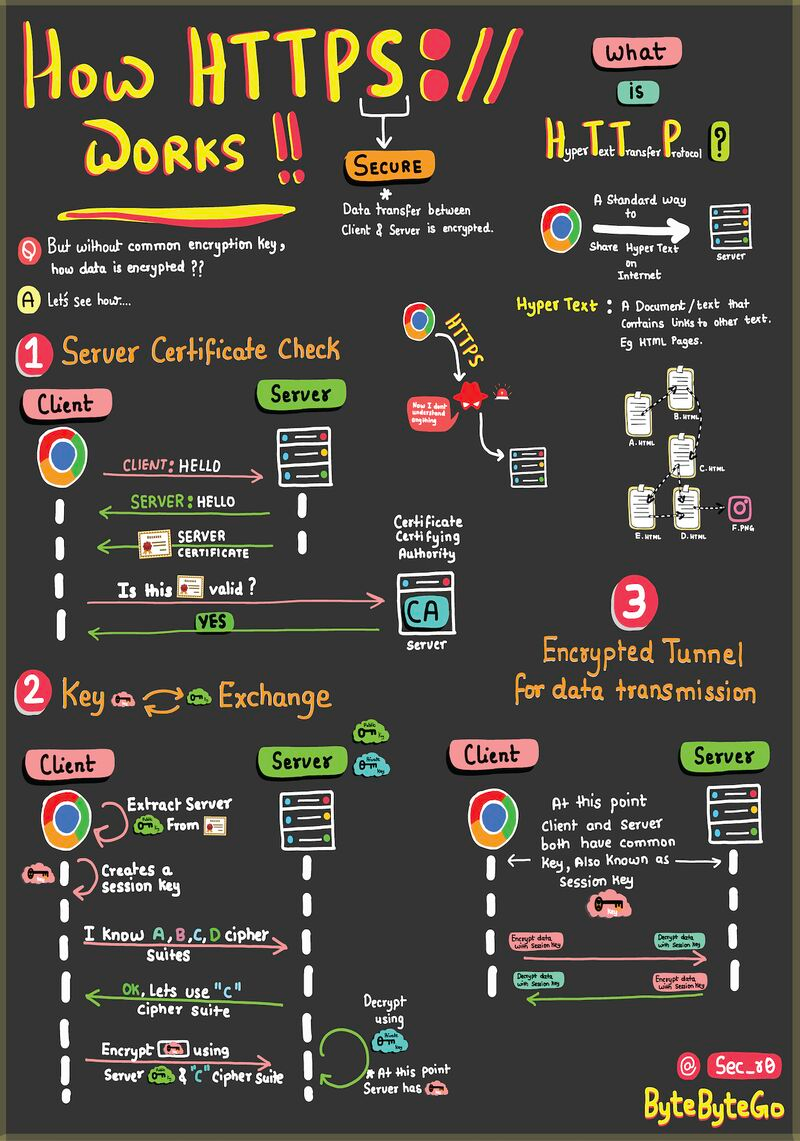 How HTTPS://
WORKS !!
SECURE
*
Data transfer between
Client & Server is encrypted.
What
is
HyperText Transfer Protocol ?
A Standard way
to
Share Hyper Text
on
Internet
server
Hyper Text : A Document/text that
Contains links to other text.
Eg HTML Pages.
Q But without common encryption key,
how data is encrypted ??
A Let's see how....
HTTPS
Now I dont
understand
anything
A.HTML
B.HTML
C.HTML
D.HTML
E.HTML
F.PNG
1 Server Certificate Check
Client
Server
CLIENT: HELLO
SERVER: HELLO
SERVER
CERTIFICATE
Is this valid ?
YES
Certificate
Certifying
Authority
CA
server
2 Key Exchange
Client
Server
Public
Key
Private
Key
Extract Server
Public
Key
From
Key
Creates a
session Key
I know A,B,C,D cipher
suites
OK, Lets use "C"
cipher suite
Encrypt using
Server & "C" cipher suite
Decrypt
using
Private
Key
* At this point
Server has
3
Encrypted Tunnel
for data transmission
Client
Server
At this point
Client and Server
both have common
Key, Also Known as
Session Key
Key
Encrypt data
with Session Key
Decrypt data
with Session Key
Decrypt data
with Session Key
Encrypt data
with Session Key
@ Sec_r0
ByteByteGo